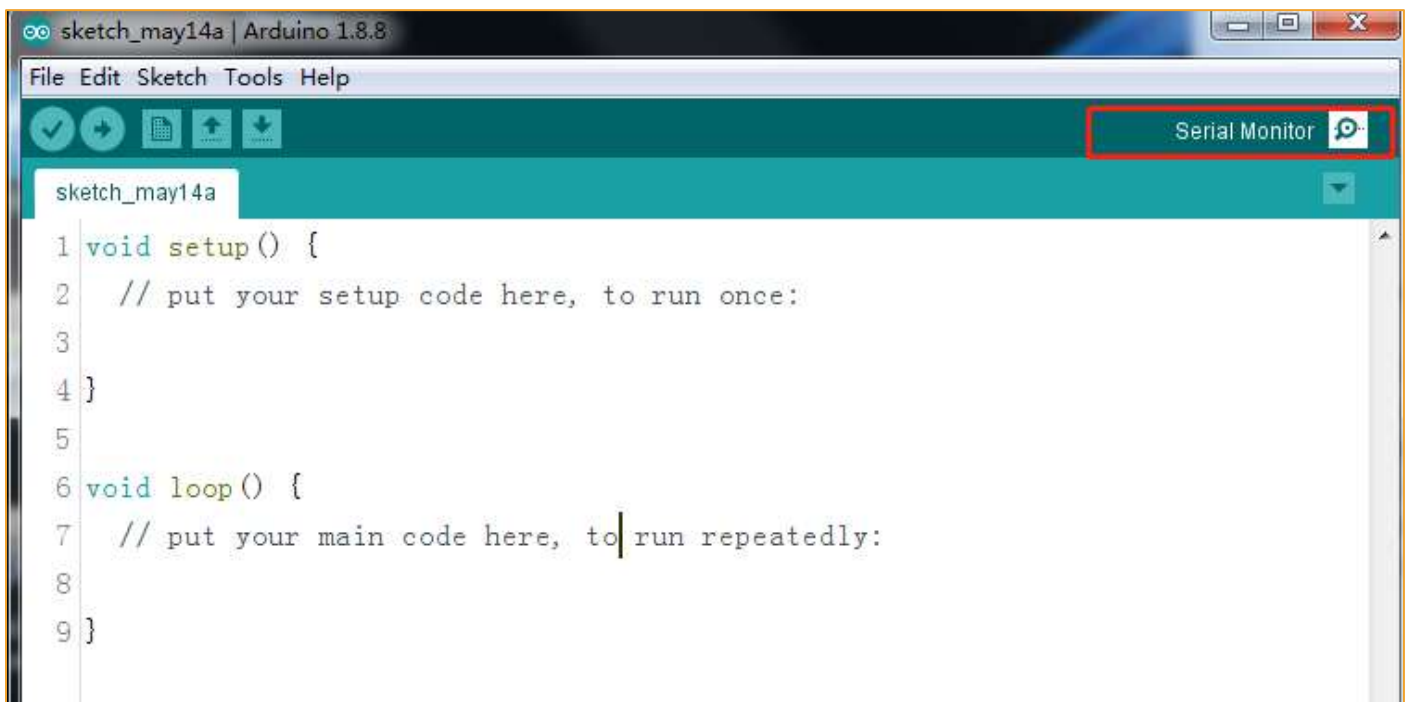 sketch_may14a | Arduino 1.8.8
File Edit Sketch Tools Help
Serial Monitor
sketch_may14a
1 void setup() {
2   // put your setup code here, to run once:
3
4 }
5
6 void loop() {
7   // put your main code here, to run repeatedly:
8
9 }